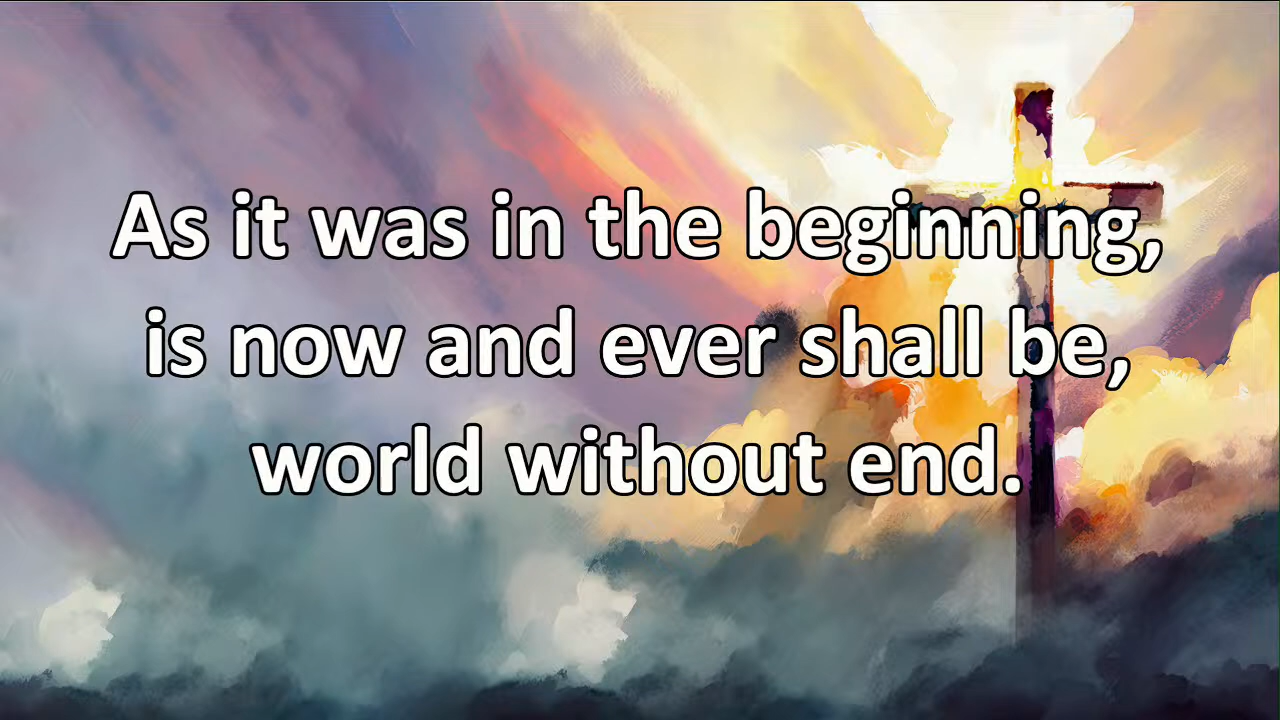 As it was in the beginning,
is now and ever shall be,
world without end.